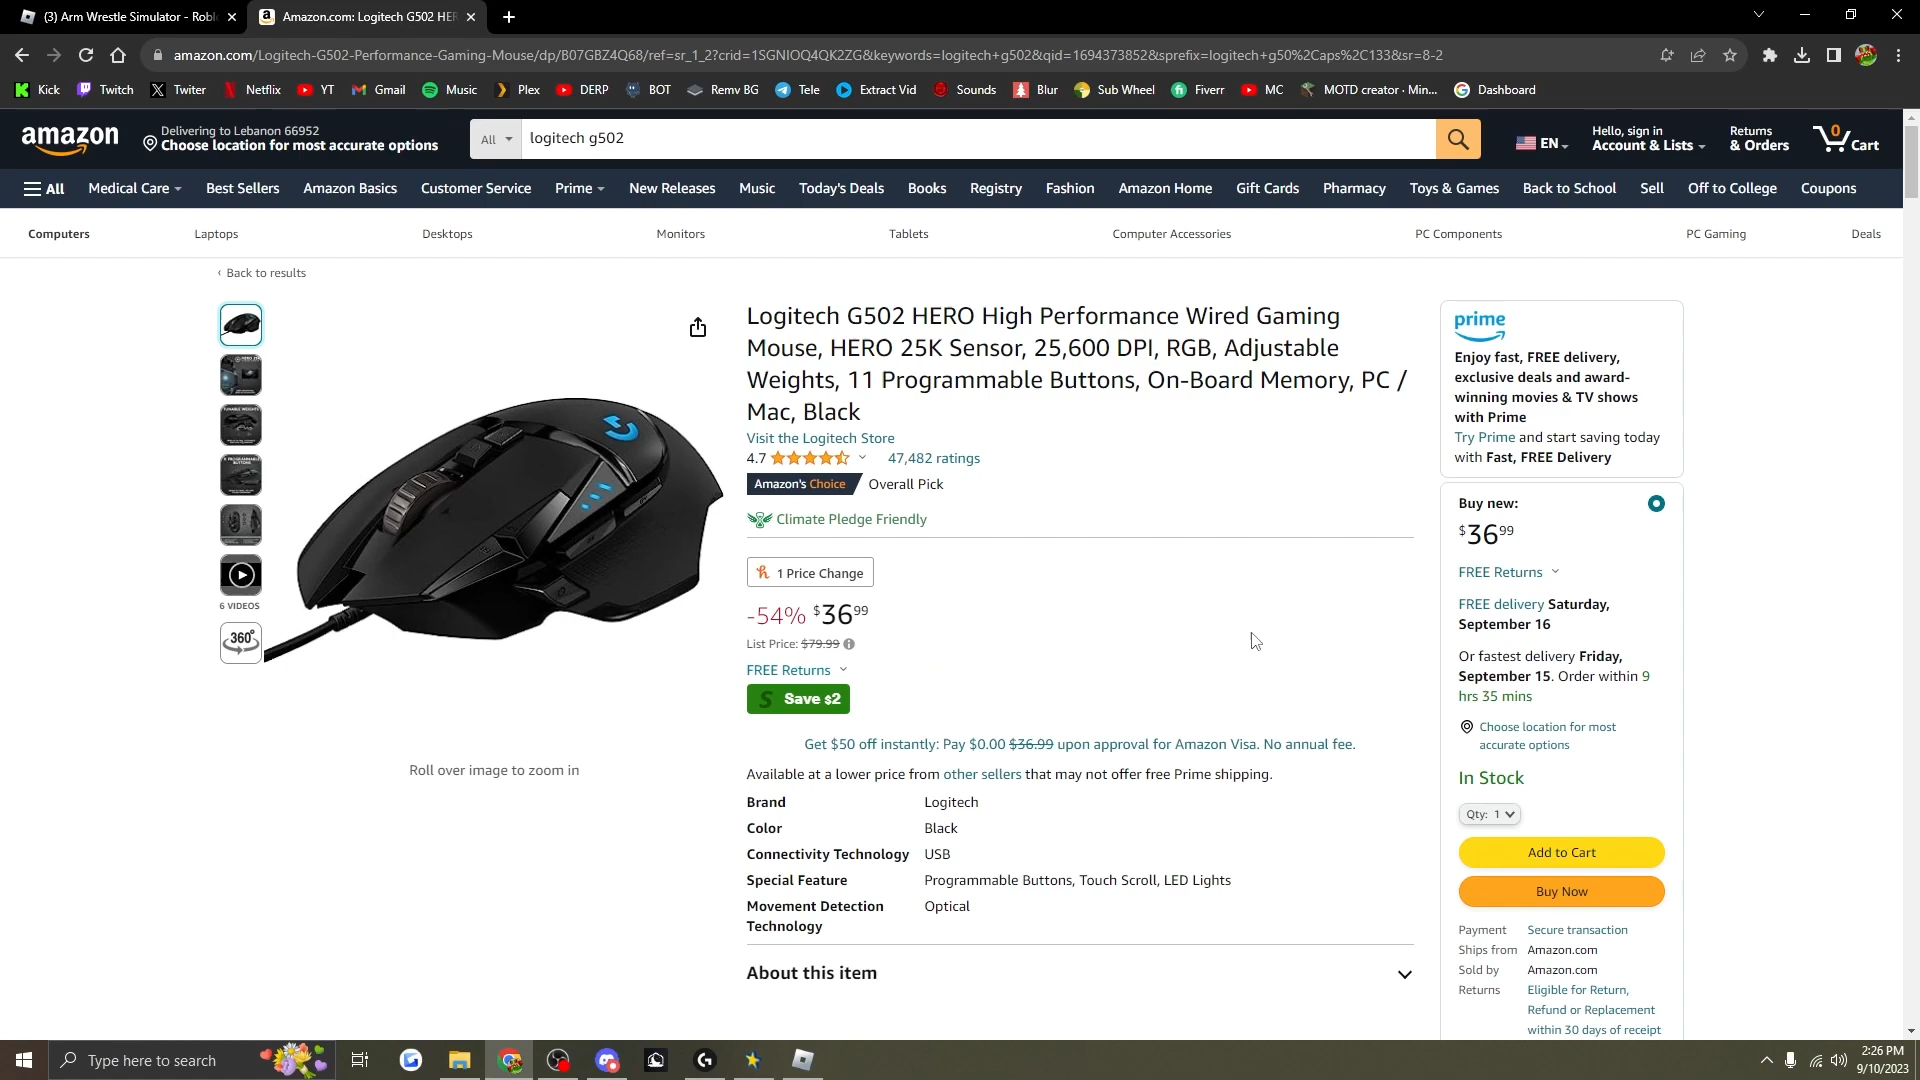 (3) Arm Wrestle Simulator - Robl
Amazon.com: Logitech G502 HER
amazon.com/Logitech-G502-Performance-Gaming-Mouse/dp/B07GBZ4Q68/ref=sr_1_2?crid=1SGNIOQ4QK2ZG&keywords=logitech+g502&qid=1694373852&sprefix=logitech+g50%2Caps%2C133&sr=8-2
Kick Twitch Twiter Netflix YT Gmail Music Plex DERP BOT Remv BG Tele Extract Vid Sounds Blur Sub Wheel Fiverr MC MOTD creator · Min... Dashboard
amazon
Delivering to Lebanon 66952
Choose location for most accurate options
All
logitech g502
EN
Hello, sign in
Account & Lists
Returns
& Orders
0
Cart
All Medical Care Best Sellers Amazon Basics Customer Service Prime New Releases Music Today's Deals Books Registry Fashion Amazon Home Gift Cards Pharmacy Toys & Games Back to School Sell Off to College Coupons
Computers Laptops Desktops Monitors Tablets Computer Accessories PC Components PC Gaming Deals
‹ Back to results
6 VIDEOS
360°
Roll over image to zoom in
Logitech G502 HERO High Performance Wired Gaming
Mouse, HERO 25K Sensor, 25,600 DPI, RGB, Adjustable
Weights, 11 Programmable Buttons, On-Board Memory, PC /
Mac, Black
Visit the Logitech Store
4.7 47,482 ratings
Amazon's Choice Overall Pick
Climate Pledge Friendly
1 Price Change
-54% $36 99
List Price: $79.99
FREE Returns
Save $2
Get $50 off instantly: Pay $0.00 $36.99 upon approval for Amazon Visa. No annual fee.
Available at a lower price from other sellers that may not offer free Prime shipping.
Brand Logitech
Color Black
Connectivity Technology USB
Special Feature Programmable Buttons, Touch Scroll, LED Lights
Movement Detection Optical
Technology
About this item
prime
Enjoy fast, FREE delivery,
exclusive deals and award-
winning movies & TV shows
with Prime
Try Prime and start saving today
with Fast, FREE Delivery
Buy new:
$36 99
FREE Returns
FREE delivery Saturday,
September 16
Or fastest delivery Friday,
September 15. Order within 9
hrs 35 mins
Choose location for most
accurate options
In Stock
Qty: 1
Add to Cart
Buy Now
Payment Secure transaction
Ships from Amazon.com
Sold by Amazon.com
Returns Eligible for Return,
Refund or Replacement
within 30 days of receipt
Type here to search
2:26 PM
9/10/2023